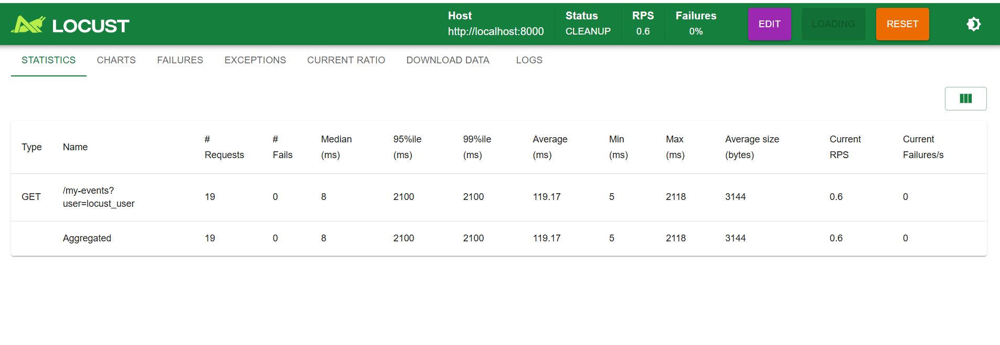 LOCUST
Host
http://localhost:8000
Status
CLEANUP
RPS
0.6
Failures
0%
EDIT
LOADING
RESET
STATISTICS
CHARTS
FAILURES
EXCEPTIONS
CURRENT RATIO
DOWNLOAD DATA
LOGS
Type
Name
#
Requests
#
Fails
Median
(ms)
95%ile
(ms)
99%ile
(ms)
Average
(ms)
Min
(ms)
Max
(ms)
Average size
(bytes)
Current
RPS
Current
Failures/s
GET
/my-events?
user=locust_user
19
0
8
2100
2100
119.17
5
2118
3144
0.6
0
Aggregated
19
0
8
2100
2100
119.17
5
2118
3144
0.6
0